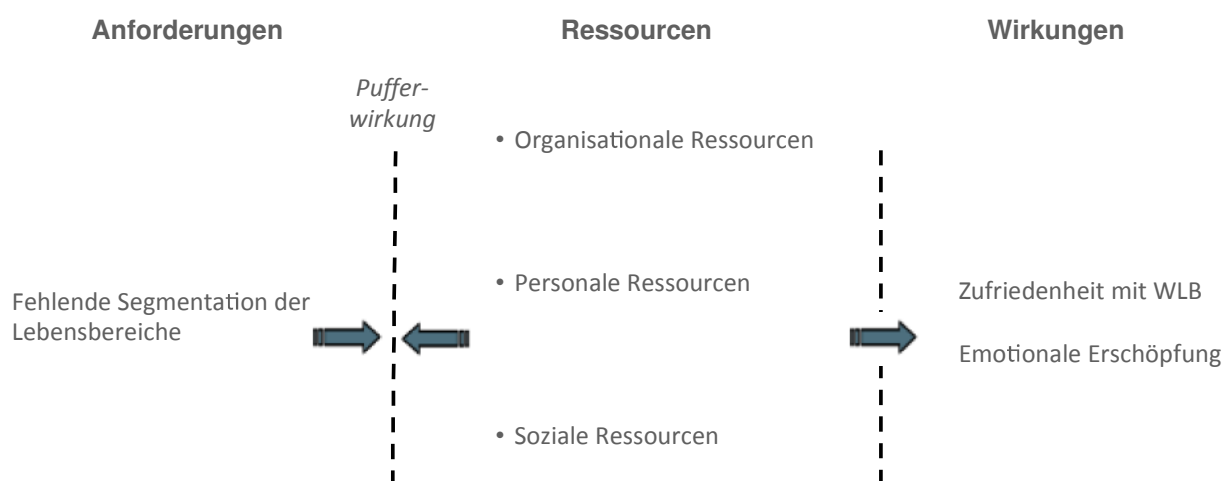 Anforderungen
Ressourcen
Wirkungen
Puffer-
wirkung
• Organisationale Ressourcen
• Personale Ressourcen
Fehlende Segmentation der
Lebensbereiche
Zufriedenheit mit WLB
Emotionale Erschöpfung
• Soziale Ressourcen